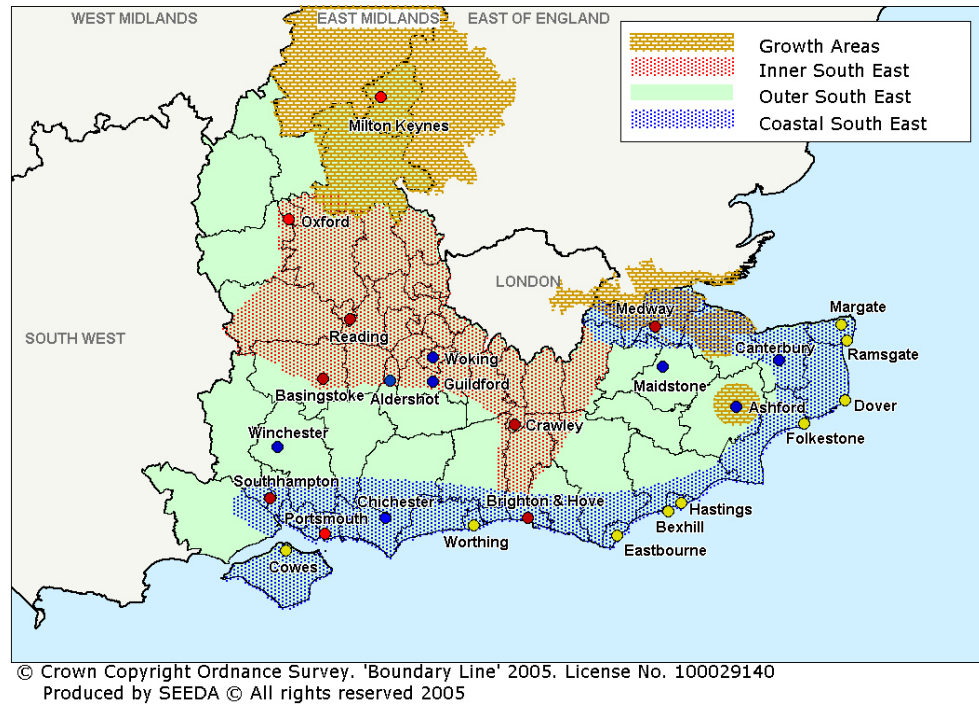 WEST MIDLANDS
EAST MIDLANDS
EAST OF ENGLAND
Growth Areas
Inner South East
Outer South East
Coastal South East
Milton Keynes
Oxford
LONDON
SOUTH WEST
Medway
Margate
Reading
Canterbury
Ramsgate
Woking
Basingstoke
Aldershot
Guildford
Maidstone
Ashford
Dover
Crawley
Folkestone
Winchester
Southhampton
Chichester
Brighton & Hove
Hastings
Portsmouth
Bexhill
Worthing
Eastbourne
Cowes
© Crown Copyright Ordnance Survey. 'Boundary Line' 2005. License No. 100029140
Produced by SEEDA © All rights reserved 2005